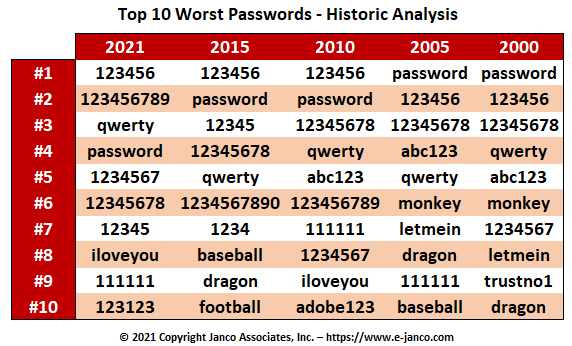 Top 10 Worst Passwords - Historic Analysis
2021 2015 2010 2005 2000
#1 123456 123456 123456 password password
#2 123456789 password password 123456 123456
#3 qwerty 12345 12345678 12345678 12345678
#4 password 12345678 qwerty abc123 qwerty
#5 1234567 qwerty abc123 qwerty abc123
#6 12345678 1234567890 123456789 monkey monkey
#7 12345 1234 111111 letmein 1234567
#8 iloveyou baseball 1234567 dragon letmein
#9 111111 dragon iloveyou 111111 trustno1
#10 123123 football adobe123 baseball dragon
© 2021 Copyright Janco Associates, Inc. – https://www.e-janco.com